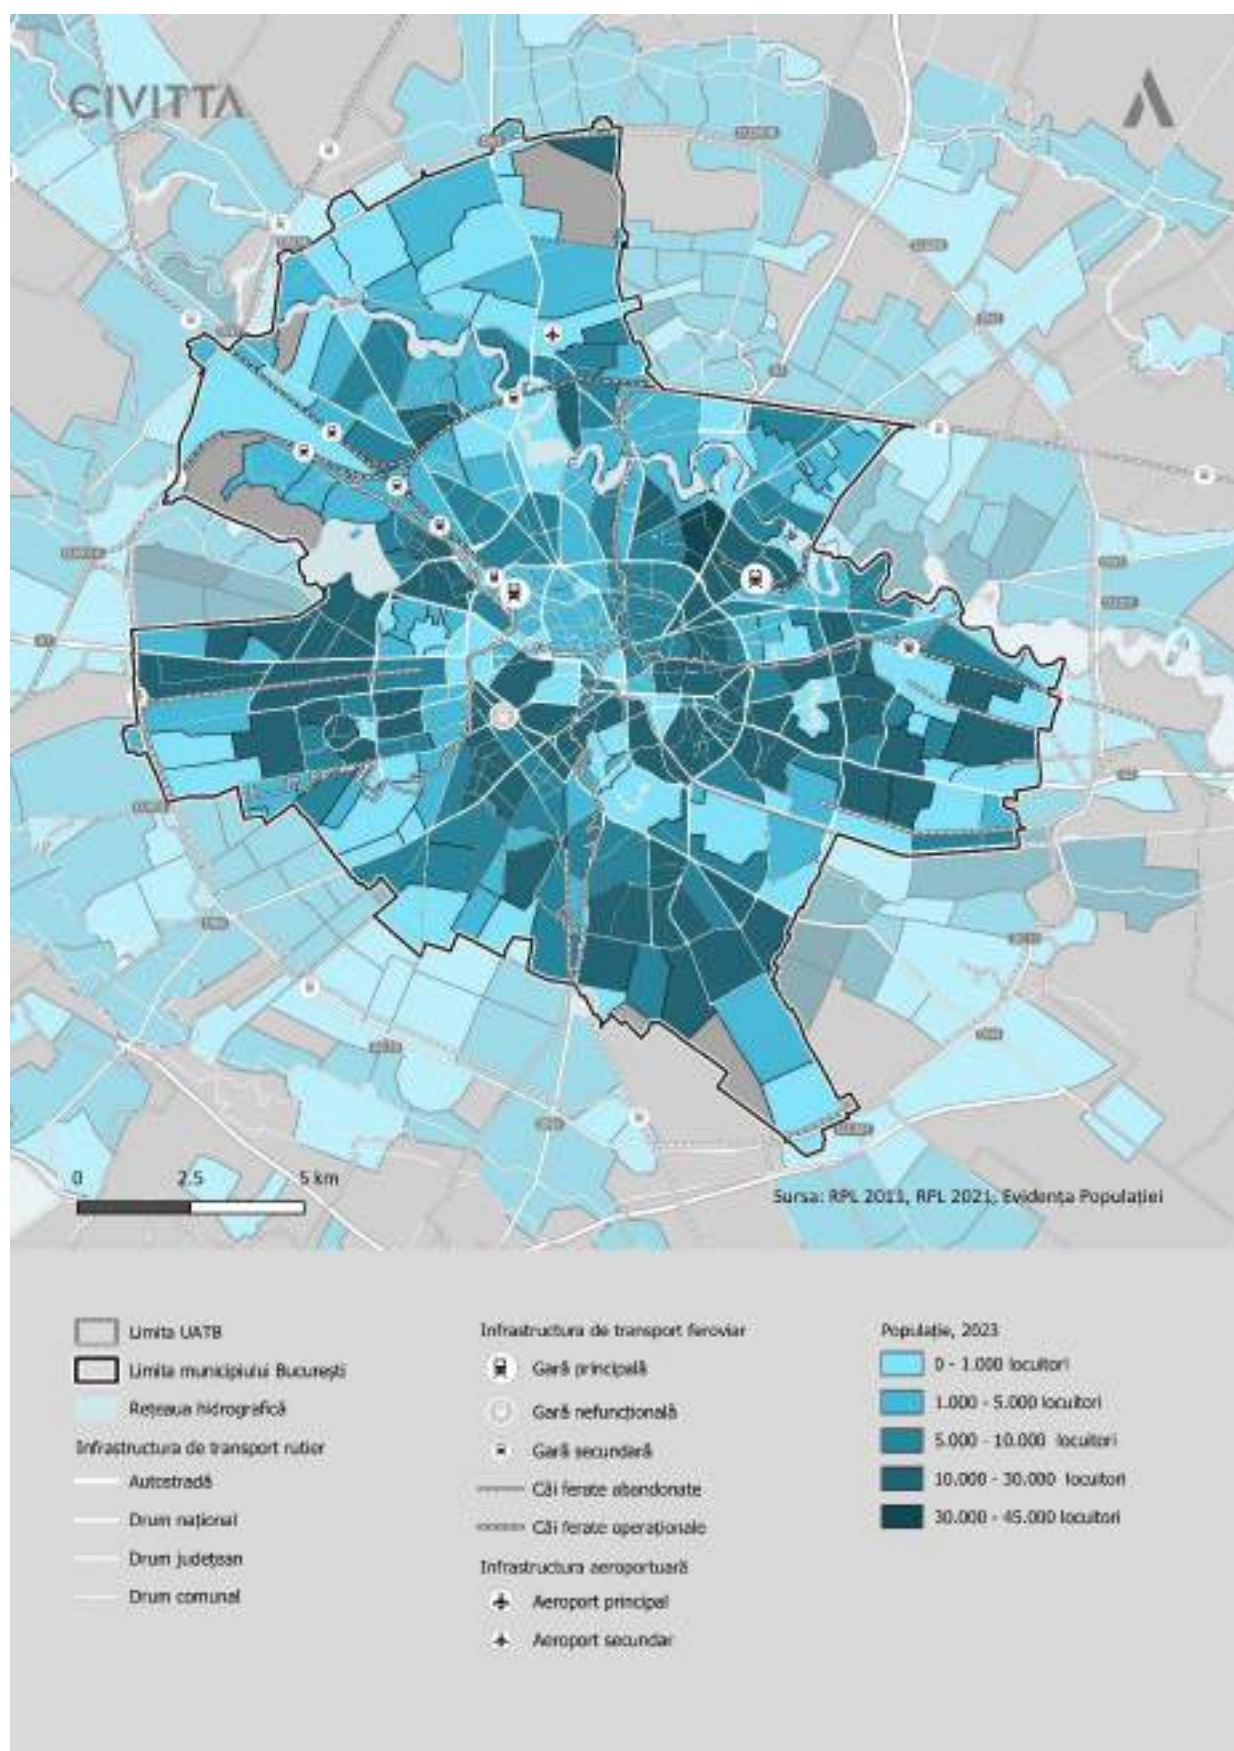 CIVITTA
0 2.5 5 km
Sursa: RPL 2011, RPL 2021, Evidența Populației
Limita UATB
Limita municipiului București
Rețeaua hidrografică
Infrastructura de transport rutier
Autostradă
Drum național
Drum județean
Drum comunal
Infrastructura de transport feroviar
Gară principală
Gară nefuncțională
Gară secundară
Căi ferate abandonate
Căi ferate operaționale
Infrastructura aeroportuară
Aeroport principal
Aeroport secundar
Populație, 2023
0 - 1.000 locuitori
1.000 - 5.000 locuitori
5.000 - 10.000 locuitori
10.000 - 30.000 locuitori
30.000 - 45.000 locuitori